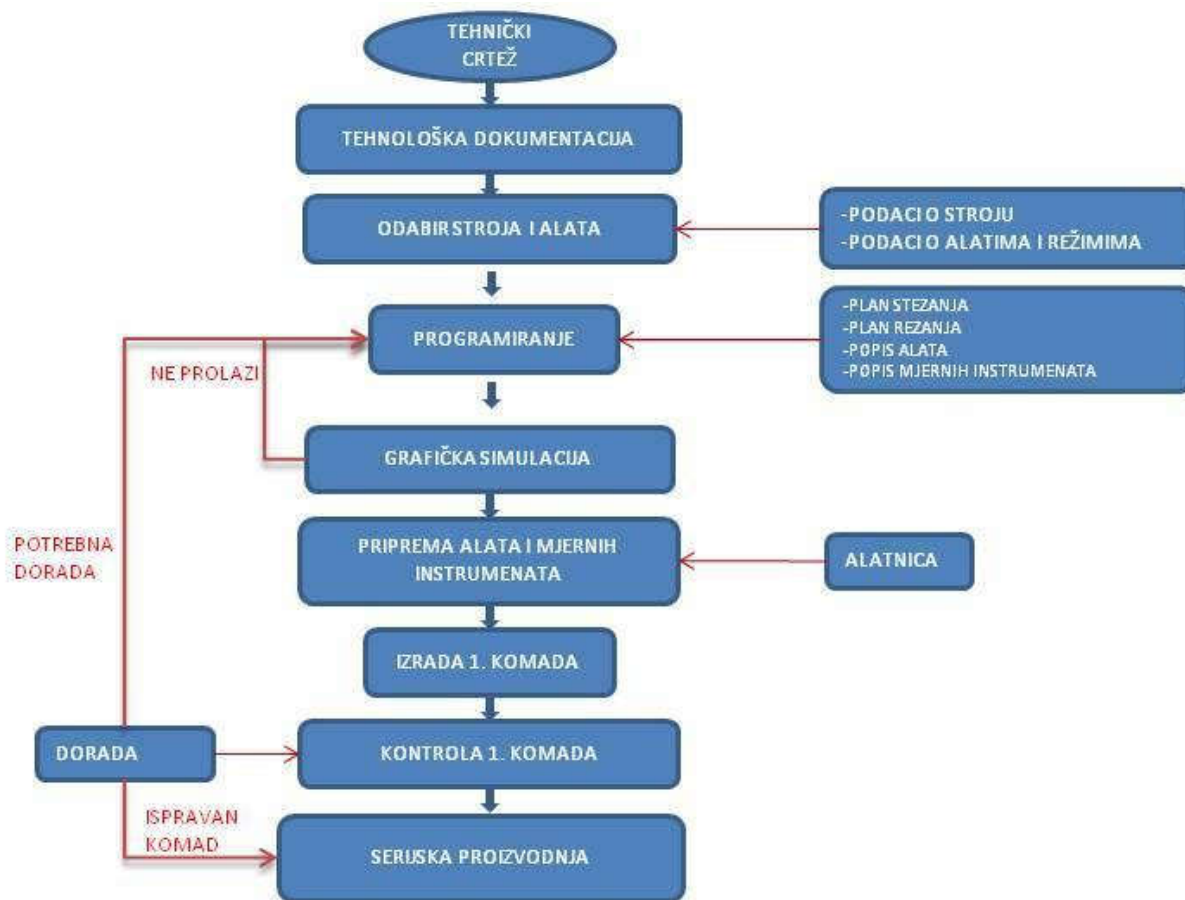 TEHNIČKI
CRTEŽ
TEHNOLOŠKA DOKUMENTACIJA
ODABIR STROJA I ALATA
-PODACI O STROJU
-PODACI O ALATIMA I REŽIMIMA
PROGRAMIRANJE
-PLAN STEZANJA
-PLAN REZANJA
-POPIS ALATA
-POPIS MJERNIH INSTRUMENATA
NE PROLAZI
GRAFIČKA SIMULACIJA
POTREBNA
DORADA
PRIPREMA ALATA I MJERNIH
INSTRUMENATA
ALATNICA
IZRADA 1. KOMADA
DORADA
KONTROLA 1. KOMADA
ISPRAVAN
KOMAD
SERIJSKA PROIZVODNJA